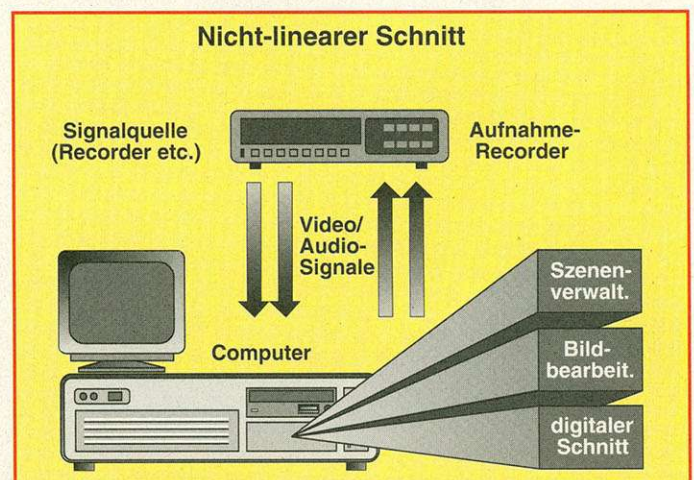 Nicht-linearer Schnitt
Signalquelle
(Recorder etc.)
Aufnahme-
Recorder
Video/
Audio-
Signale
Computer
Szenen-
verwalt.
Bild-
bearbeit.
digitaler
Schnitt